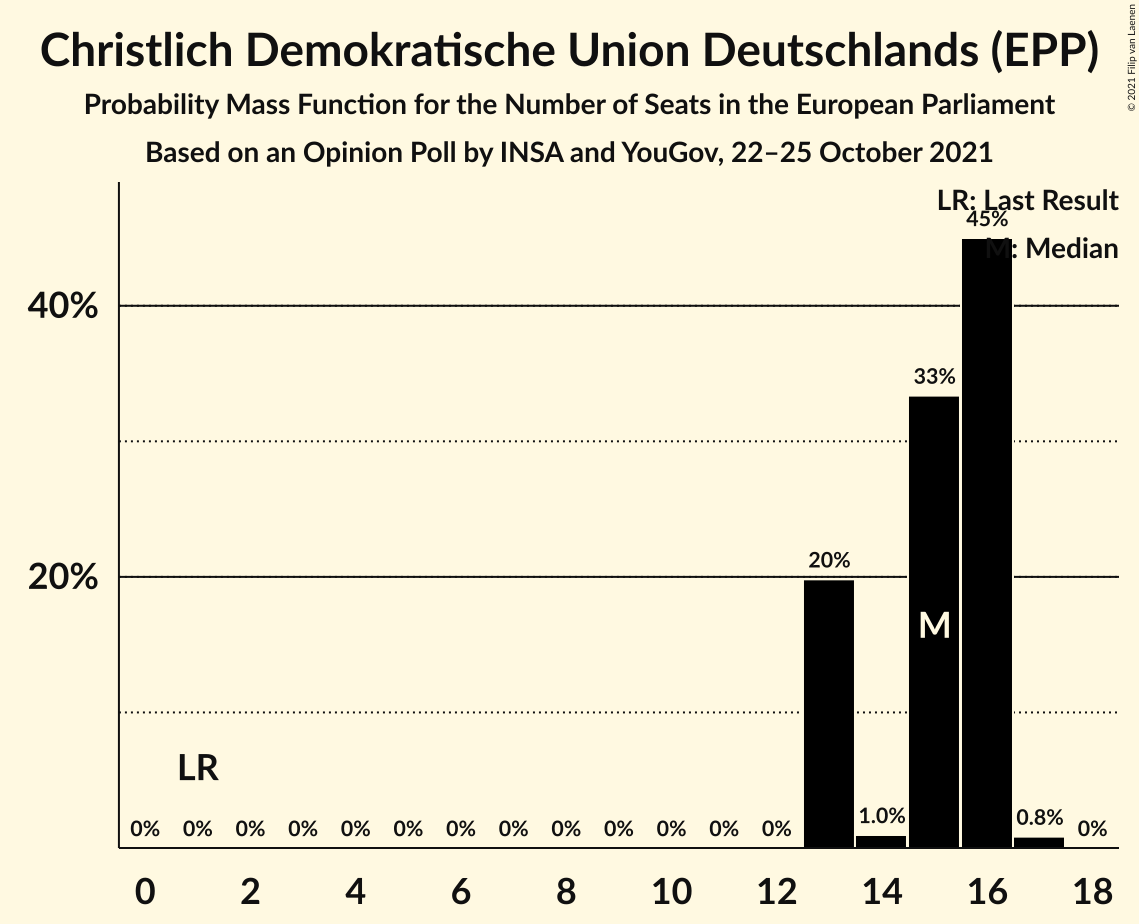 Christlich Demokratische Union Deutschlands (EPP)
Probability Mass Function for the Number of Seats in the European Parliament
Based on an Opinion Poll by INSA and YouGov, 22–25 October 2021
© 2021 Filip van Laenen
LR: Last Result
M: Median
45%
40%
33%
20%
20%
M
LR
0% 0% 0% 0% 0% 0% 0% 0% 0% 0% 0% 0% 0% 1.0% 0.8% 0%
0 2 4 6 8 10 12 14 16 18